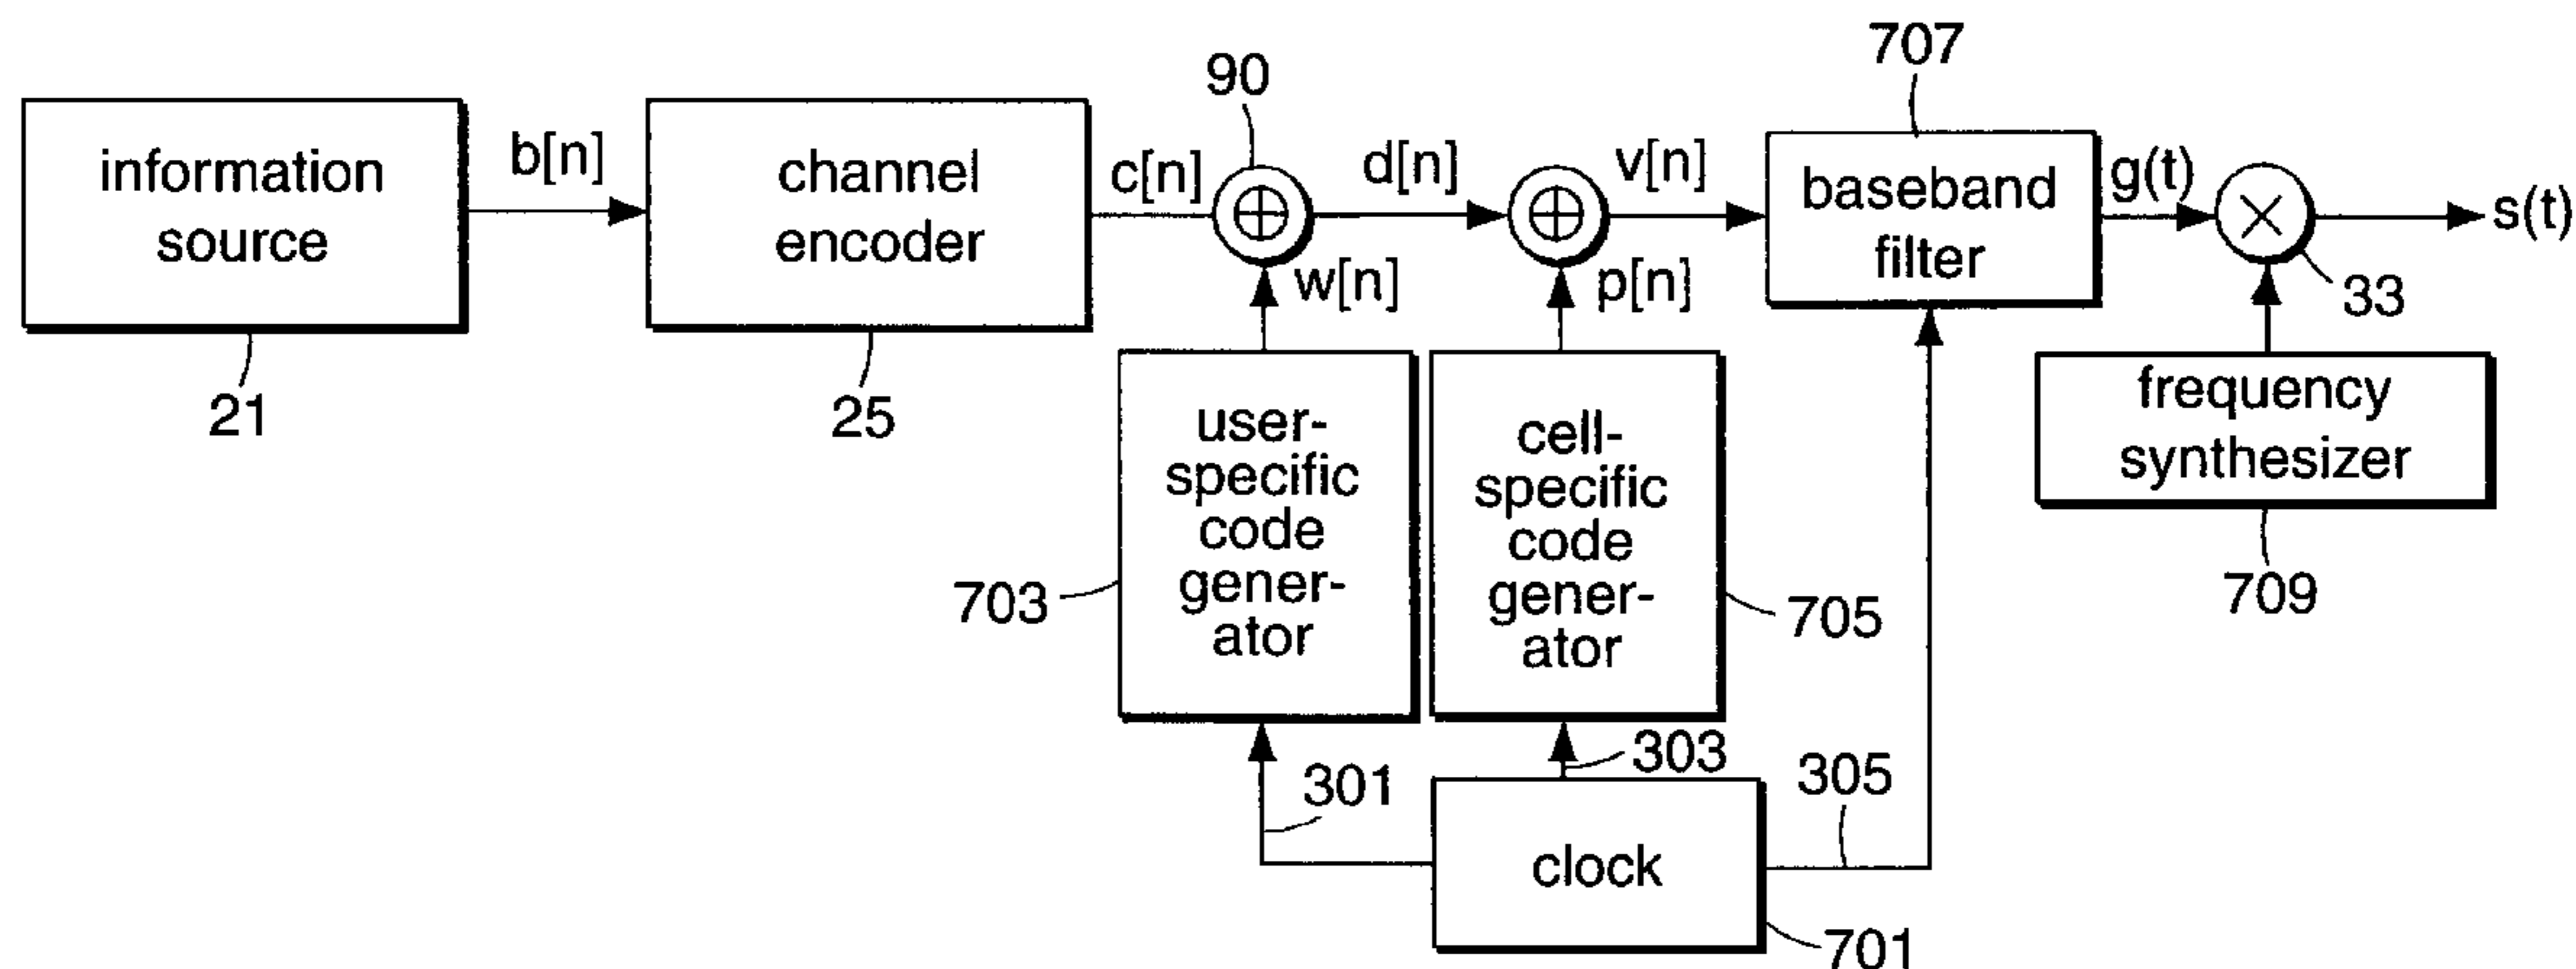 707
90
information
source
b[n]
channel
encoder
c[n]
d[n]
v[n]
baseband
filter
g(t)
s(t)
w[n]
p[n]
33
21
25
user-
specific
code
gener-
ator
cell-
specific
code
gener-
ator
frequency
synthesizer
703
705
709
301
303
305
clock
701